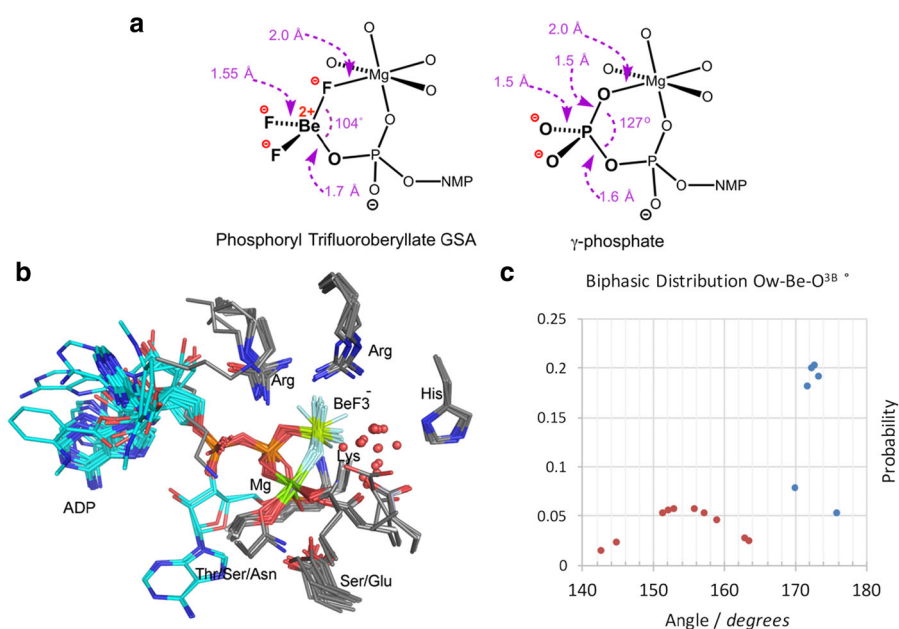 a
2.0 Å
1.55 Å
O
O
O
O
O
Mg
⊖
F
⊖
F
2+
Be
104°
⊖
F
O
O
P
1.7 Å
O
⊖
O
NMP
Phosphoryl Trifluoroberyllate GSA
2.0 Å
1.5 Å
1.5 Å
O
O
O
O
Mg
O
⊖
O
P
127°
O
⊖
O
O
P
1.6 Å
O
⊖
O
NMP
γ-phosphate
b
Arg
Arg
His
BeF3-
Lys
Mg
ADP
Thr/Ser/Asn
Ser/Glu
c
Biphasic Distribution Ow-Be-O3B °
0.25
0.2
0.15
0.1
0.05
0
140 150 160 170 180
Probability
Angle / degrees